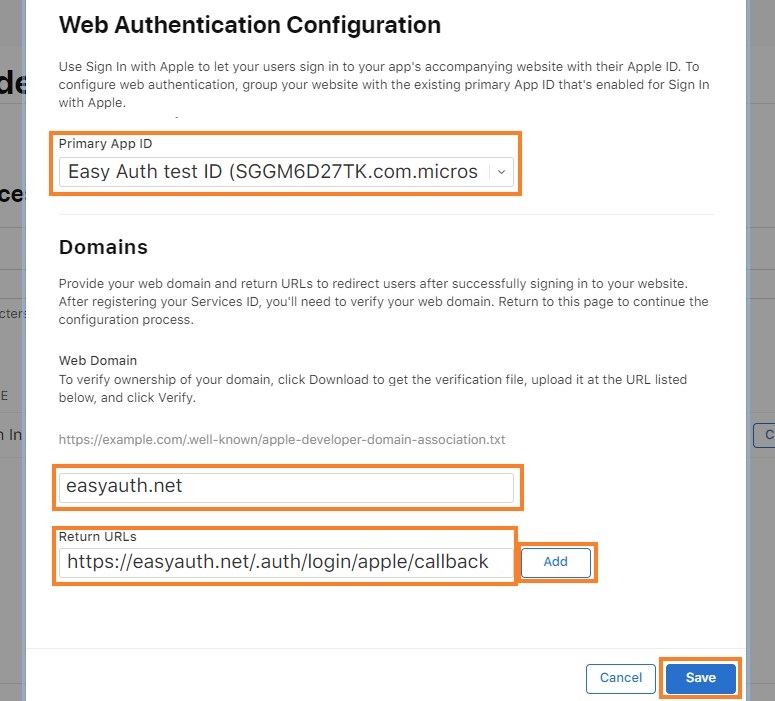 Web Authentication Configuration
Use Sign In with Apple to let your users sign in to your app's accompanying website with their Apple ID. To
configure web authentication, group your website with the existing primary App ID that's enabled for Sign In
with Apple.
Primary App ID
Easy Auth test ID (SGGM6D27TK.com.micros
Domains
Provide your web domain and return URLs to redirect users after successfully signing in to your website.
After registering your Services ID, you'll need to verify your web domain. Return to this page to continue the
configuration process.
Web Domain
To verify ownership of your domain, click Download to get the verification file, upload it at the URL listed
below, and click Verify.
https://example.com/.well-known/apple-developer-domain-association.txt
easyauth.net
Return URLs
https://easyauth.net/.auth/login/apple/callback
Add
Cancel
Save